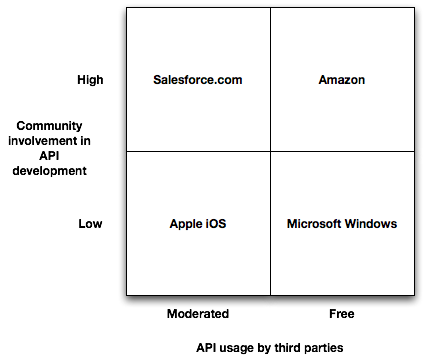 High
Salesforce.com
Amazon
Community
involvement in
API
development
Low
Apple iOS
Microsoft Windows
Moderated
Free
API usage by third parties